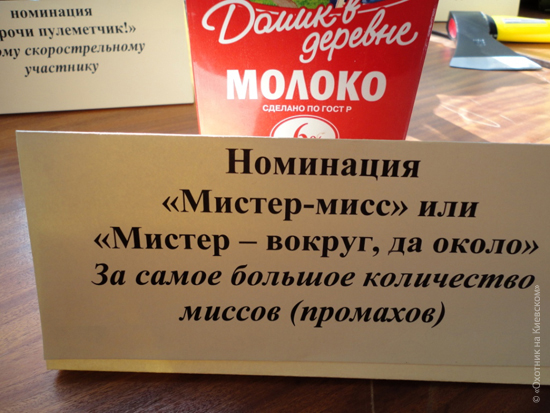 номинация
рочи пулеметчик!»
ому скорострельному
участнику
Домик-в-
деревне
МОЛОКО
СДЕЛАНО ПО ГОСТ Р
6%
Номинация
«Мистер-мисс» или
«Мистер – вокруг, да около»
За самое большое количество
миссов (промахов)
© «Охотник на Киевском»